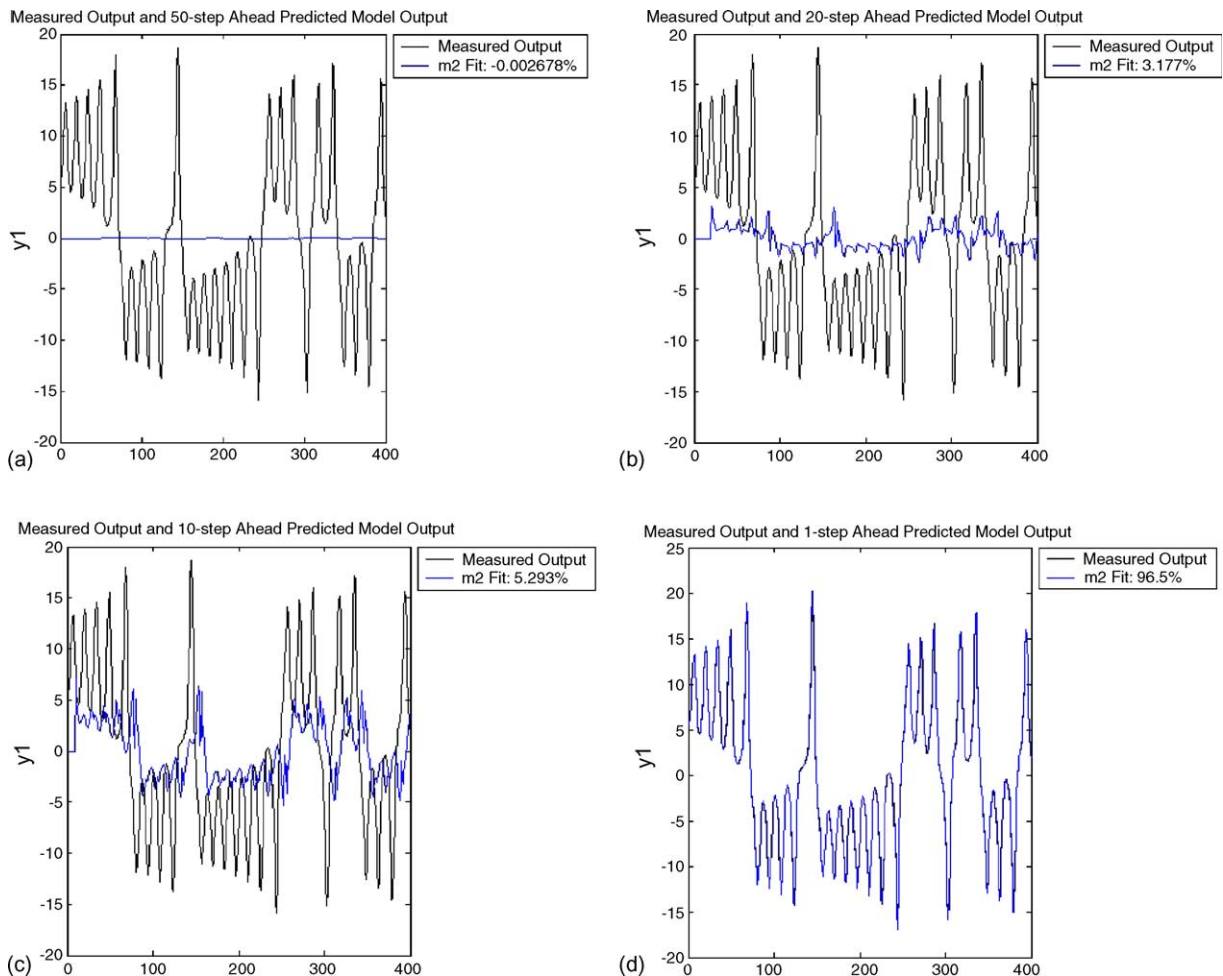 Measured Output and 50-step Ahead Predicted Model Output
20
15
10
5
0
-5
-10
-15
-20
y1
0 100 200 300 400
Measured Output
m2 Fit: -0.002678%
(a)
Measured Output and 20-step Ahead Predicted Model Output
20
15
10
5
0
-5
-10
-15
-20
y1
0 100 200 300 400
Measured Output
m2 Fit: 3.177%
(b)
Measured Output and 10-step Ahead Predicted Model Output
20
15
10
5
0
-5
-10
-15
-20
y1
0 100 200 300 400
Measured Output
m2 Fit: 5.293%
(c)
Measured Output and 1-step Ahead Predicted Model Output
25
20
15
10
5
0
-5
-10
-15
-20
y1
0 100 200 300 400
Measured Output
m2 Fit: 96.5%
(d)